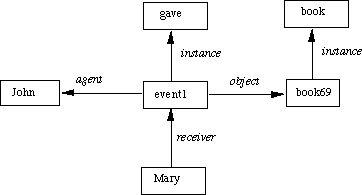 gave
book
instance
instance
John
agent
event1
object
book69
receiver
Mary